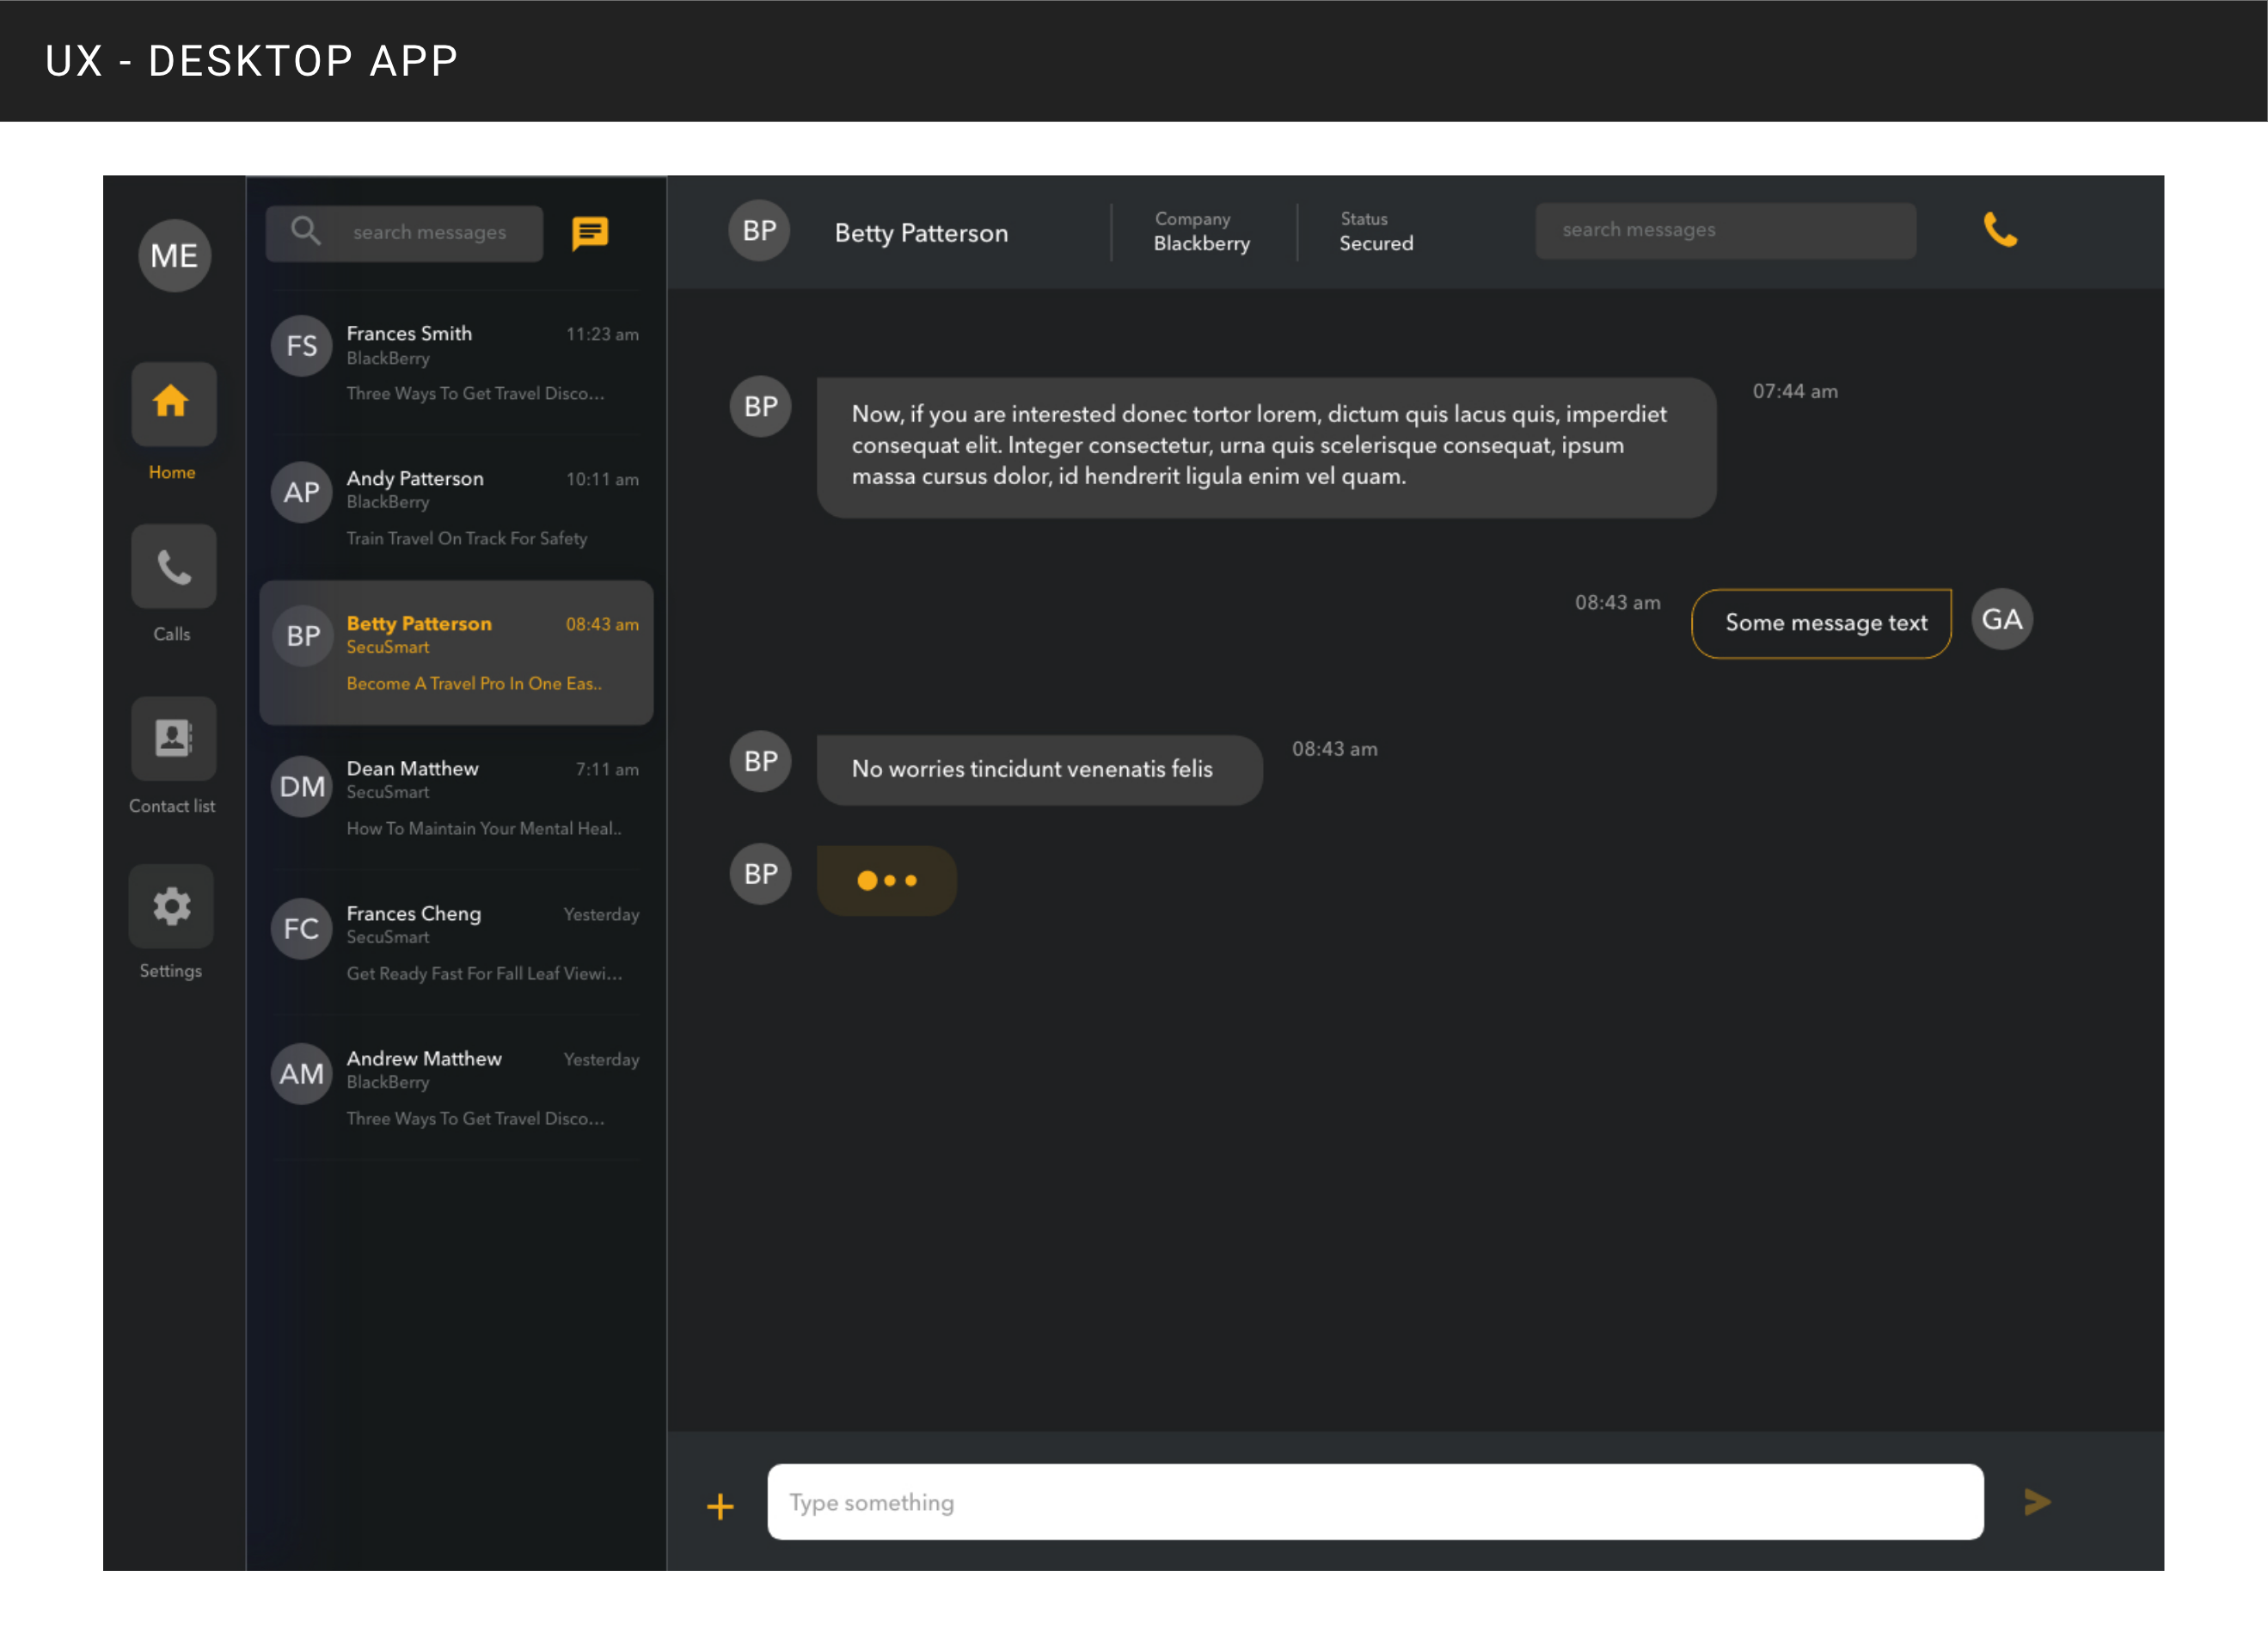 UX - DESKTOP APP
ME
Home
Calls
Contact list
Settings
search messages
FS
Frances Smith
11:23 am
BlackBerry
Three Ways To Get Travel Disco...
AP
Andy Patterson
10:11 am
BlackBerry
Train Travel On Track For Safety
BP
Betty Patterson
08:43 am
SecuSmart
Become A Travel Pro In One Eas..
DM
Dean Matthew
7:11 am
SecuSmart
How To Maintain Your Mental Heal..
FC
Frances Cheng
Yesterday
SecuSmart
Get Ready Fast For Fall Leaf Viewi...
AM
Andrew Matthew
Yesterday
BlackBerry
Three Ways To Get Travel Disco...
BP
Betty Patterson
Company
Blackberry
Status
Secured
search messages
BP
Now, if you are interested donec tortor lorem, dictum quis lacus quis, imperdiet
consequat elit. Integer consectetur, urna quis scelerisque consequat, ipsum
massa cursus dolor, id hendrerit ligula enim vel quam.
07:44 am
08:43 am
Some message text
GA
BP
No worries tincidunt venenatis felis
08:43 am
BP
Type something